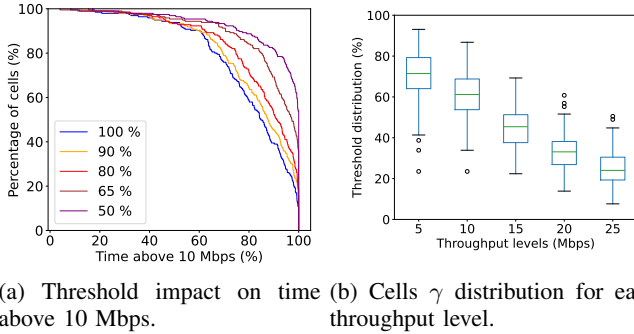 Percentage of cells (%)
100
80
60
40
20
0
100 %
90 %
80 %
65 %
50 %
0 20 40 60 80 100
Time above 10 Mbps (%)
Threshold distribution (%)
100
80
60
40
20
0
5 10 15 20 25
Throughput levels (Mbps)
(a) Threshold impact on time
above 10 Mbps.
(b) Cells γ distribution for ea
throughput level.